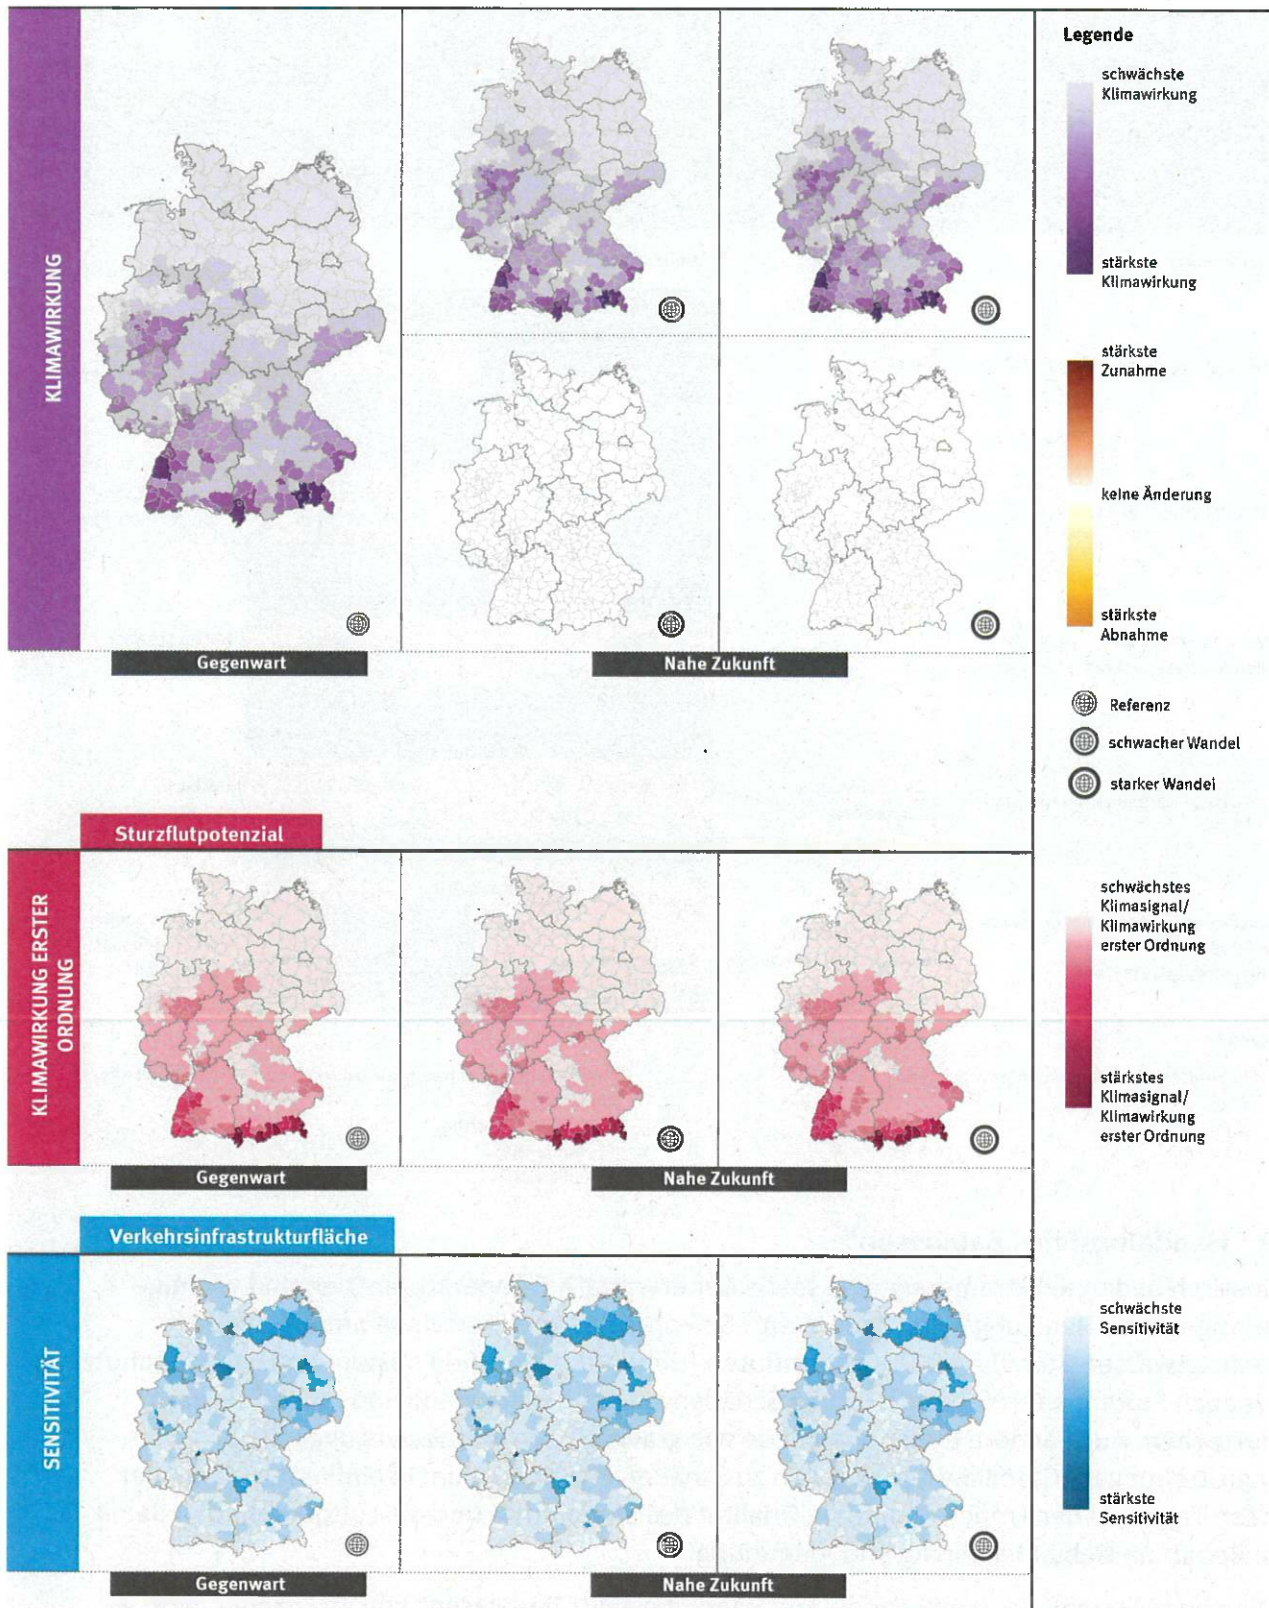 KLIMAWIRKUNG
Gegenwart
Nahe Zukunft
Legende
schwächste
Klimawirkung
stärkste
Klimawirkung
stärkste
Zunahme
keine Änderung
stärkste
Abnahme
Referenz
schwacher Wandel
starker Wandel
Sturzflutpotenzial
KLIMAWIRKUNG ERSTER
ORDNUNG
Gegenwart
Nahe Zukunft
schwächstes
Klimasignal/
Klimawirkung
erster Ordnung
stärkstes
Klimasignal/
Klimawirkung
erster Ordnung
Verkehrsinfrastrukturfläche
SENSITIVITÄT
Gegenwart
Nahe Zukunft
schwächste
Sensitivität
stärkste
Sensitivität